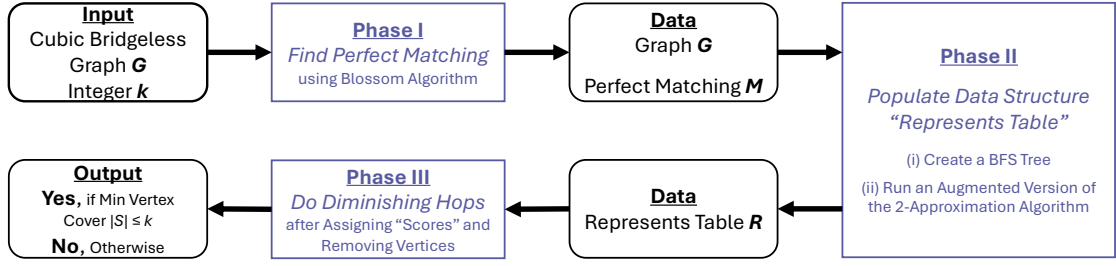 Input
Cubic Bridgeless
Graph G
Integer k
Phase I
Find Perfect Matching
using Blossom Algorithm
Data
Graph G
Perfect Matching M
Phase II
Populate Data Structure
“Represents Table”
(i) Create a BFS Tree
(ii) Run an Augmented Version of
the 2-Approximation Algorithm
Data
Represents Table R
Phase III
Do Diminishing Hops
after Assigning “Scores” and
Removing Vertices
Output
Yes, if Min Vertex
Cover |S| ≤ k
No, Otherwise